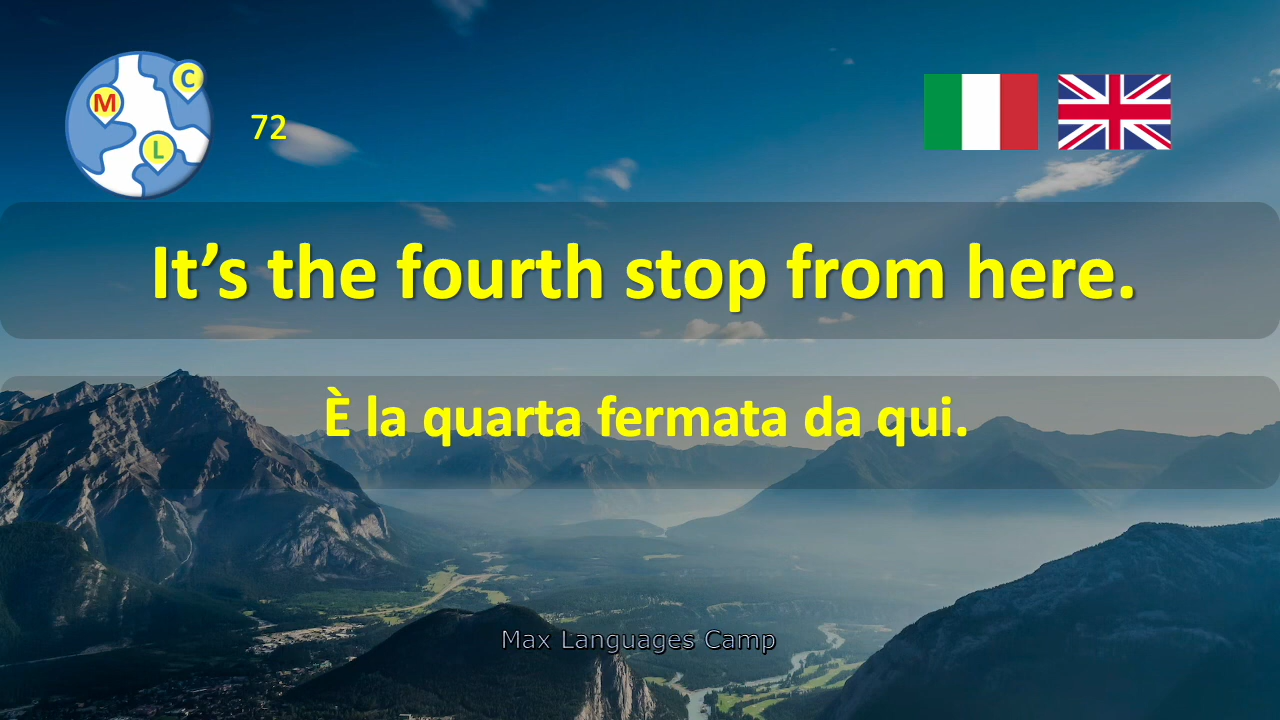 C
M
L
72
It’s the fourth stop from here.
È la quarta fermata da qui.
Max Languages Camp